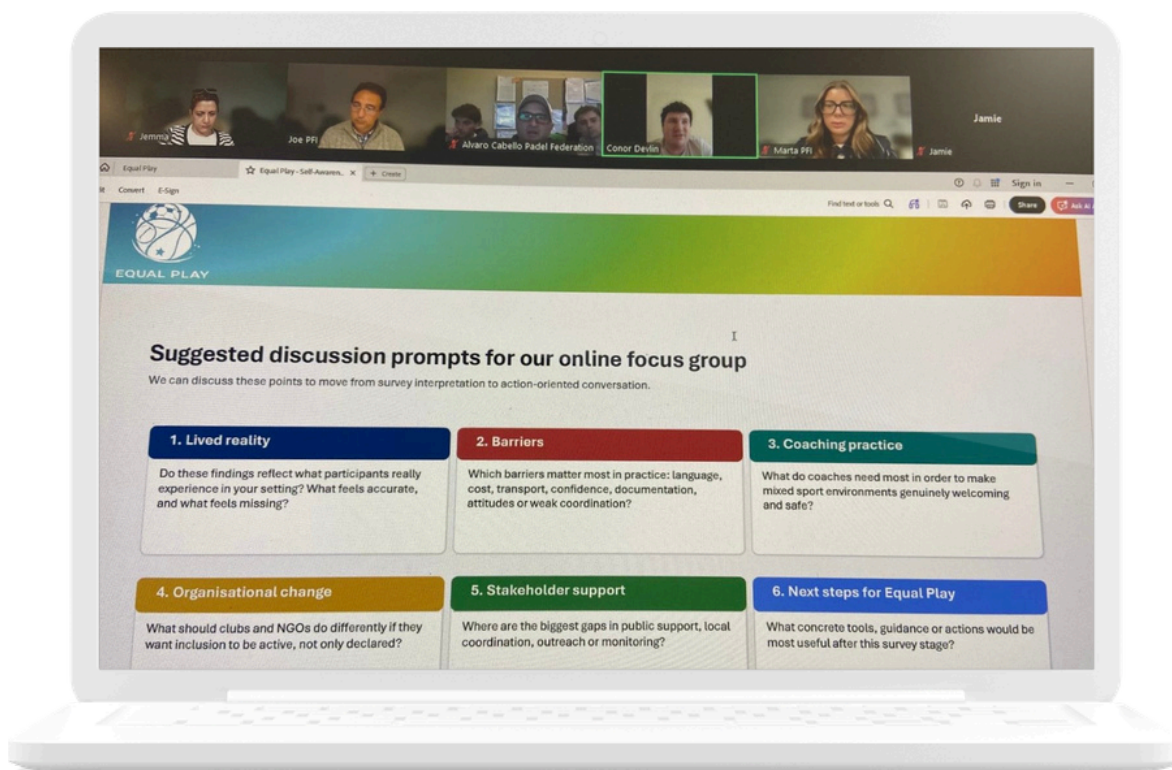 Jemma
Joe PFI
Alvaro Cabello Padel Federation
Conor Devlin
Marta PFI
Jamie
Jamie
Equal Play
Equal Play - Self-Awaren..
+ Create
Sign in
Convert E-Sign
Find text or tools
Share
Ask AI
EQUAL PLAY
Suggested discussion prompts for our online focus group
We can discuss these points to move from survey interpretation to action-oriented conversation.
1. Lived reality
Do these findings reflect what participants really
experience in your setting? What feels accurate,
and what feels missing?
2. Barriers
Which barriers matter most in practice: language,
cost, transport, confidence, documentation,
attitudes or weak coordination?
3. Coaching practice
What do coaches need most in order to make
mixed sport environments genuinely welcoming
and safe?
4. Organisational change
What should clubs and NGOs do differently if they
want inclusion to be active, not only declared?
5. Stakeholder support
Where are the biggest gaps in public support, local
coordination, outreach or monitoring?
6. Next steps for Equal Play
What concrete tools, guidance or actions would be
most useful after this survey stage?